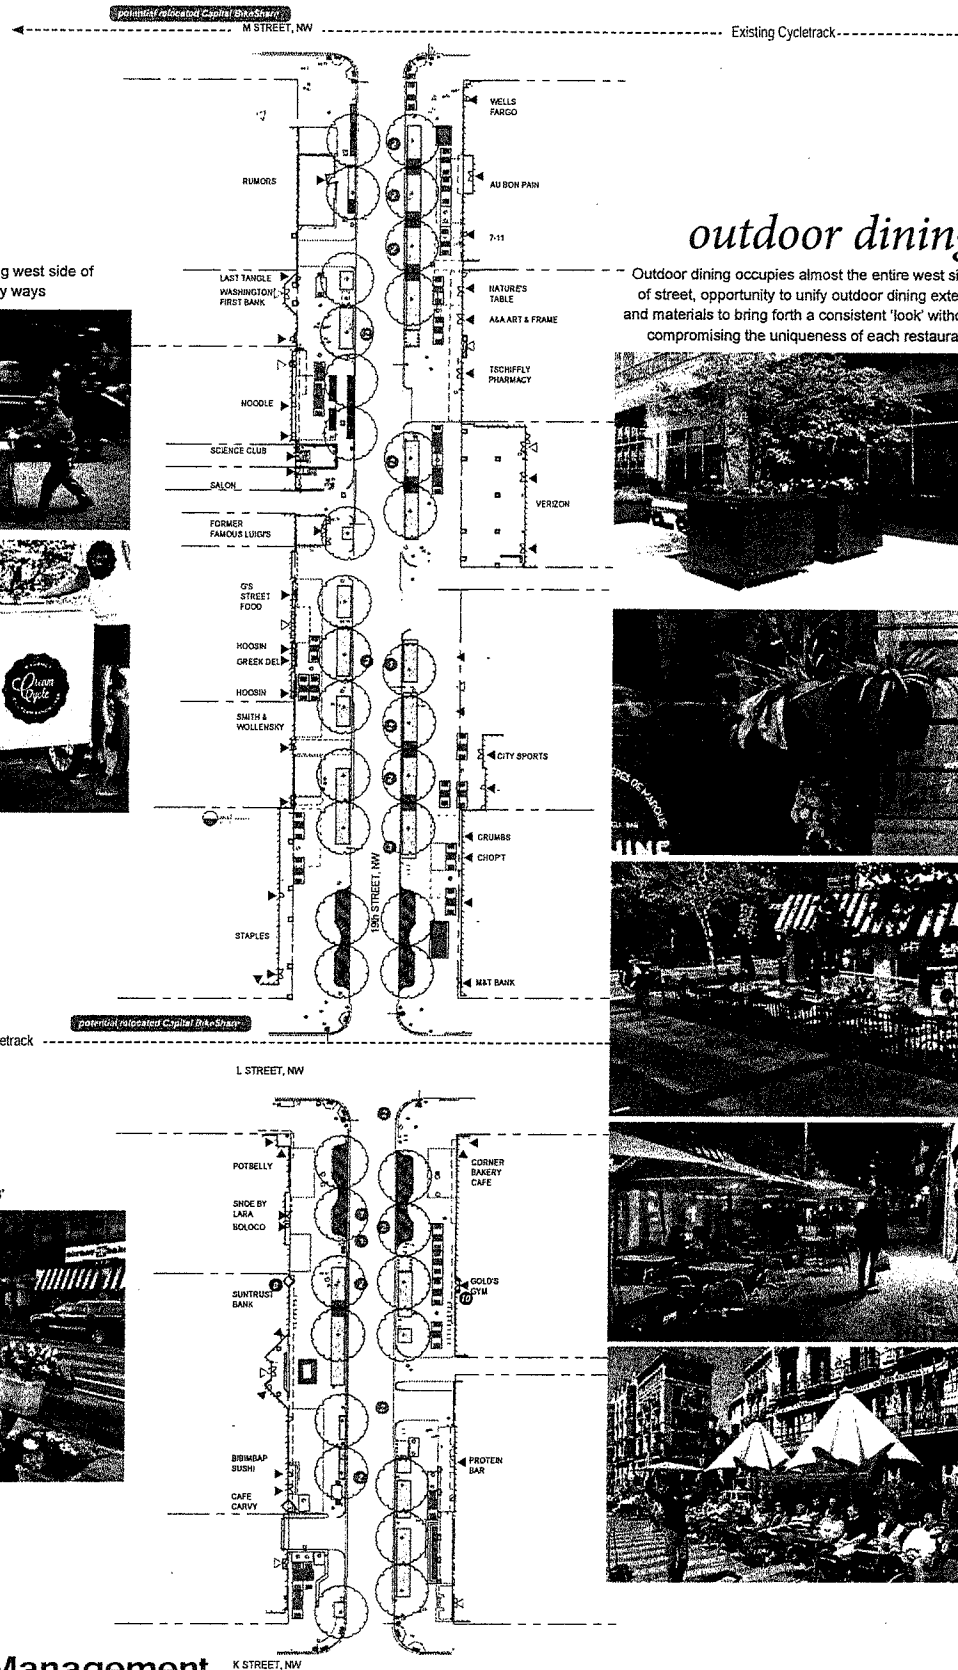 potential relocated Capital BikeShare
M STREET, NW
Existing Cycletrack
WELLS
FARGO
RUMORS
AU BON PAIN
7-11
outdoor dining
g west side of
y ways
Outdoor dining occupies almost the entire west si
of street, opportunity to unify outdoor dining exte
and materials to bring forth a consistent 'look' witho
compromising the uniqueness of each restaura
LAST TANGLE
WASHINGTON
FIRST BANK
NATURE'S
TABLE
A&A ART & FRAME
TSCHIFFLY
PHARMACY
NOODLE
SCIENCE CLUB
SALON
VERIZON
FORMER
FAMOUS LUIGI'S
G'S
STREET
FOOD
HOOSIN
GREEK DELI
HOOSIN
SMITH &
WOLLENSKY
Cream
Cycle
CITY SPORTS
CRUMBS
CHOPT
19th STREET, NW
STAPLES
M&T BANK
potential relocated Capital BikeShare
etrack
L STREET, NW
POTBELLY
CORNER
BAKERY
CAFE
SHOE BY
LARA
BOLOCO
SUNTRUST
BANK
GOLD'S
GYM
BIBIMBAP
SUSHI
PROTEIN
BAR
CAFE
CARVY
Management
K STREET, NW